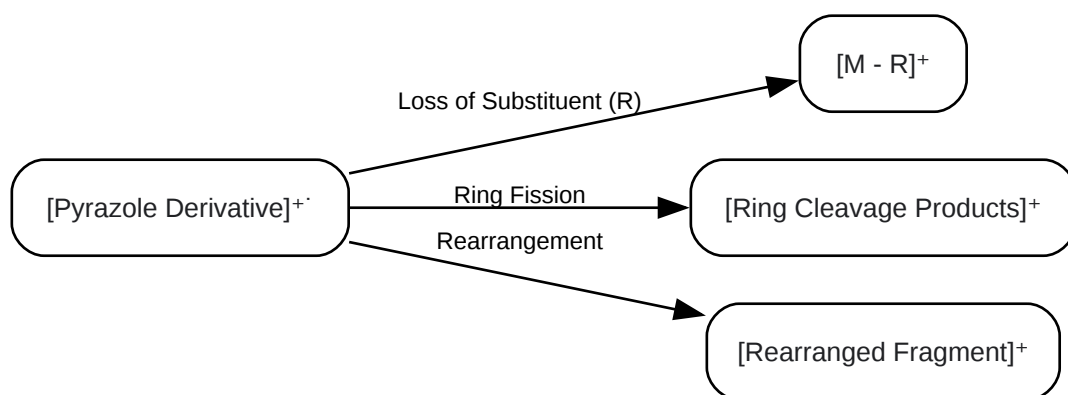 [M - R]⁺
Loss of Substituent (R)
[Pyrazole Derivative]⁺˙
Ring Fission
[Ring Cleavage Products]⁺
Rearrangement
[Rearranged Fragment]⁺